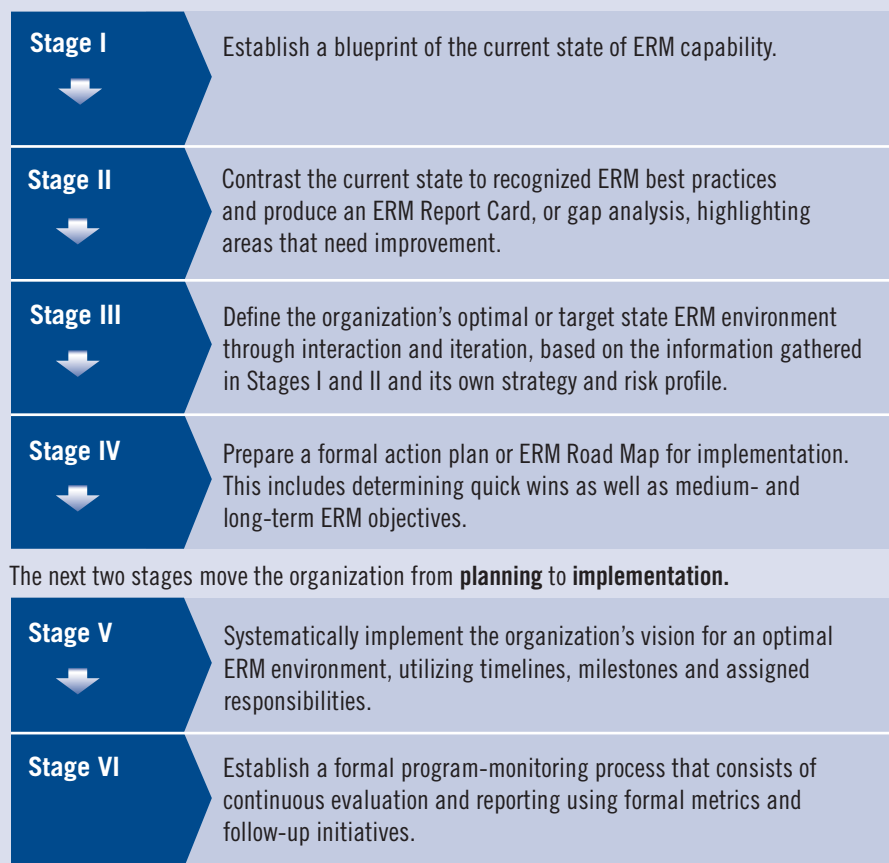 Stage I
Establish a blueprint of the current state of ERM capability.
Stage II
Contrast the current state to recognized ERM best practices
and produce an ERM Report Card, or gap analysis, highlighting
areas that need improvement.
Stage III
Define the organization’s optimal or target state ERM environment
through interaction and iteration, based on the information gathered
in Stages I and II and its own strategy and risk profile.
Stage IV
Prepare a formal action plan or ERM Road Map for implementation.
This includes determining quick wins as well as medium- and
long-term ERM objectives.
The next two stages move the organization from planning to implementation.
Stage V
Systematically implement the organization’s vision for an optimal
ERM environment, utilizing timelines, milestones and assigned
responsibilities.
Stage VI
Establish a formal program-monitoring process that consists of
continuous evaluation and reporting using formal metrics and
follow-up initiatives.